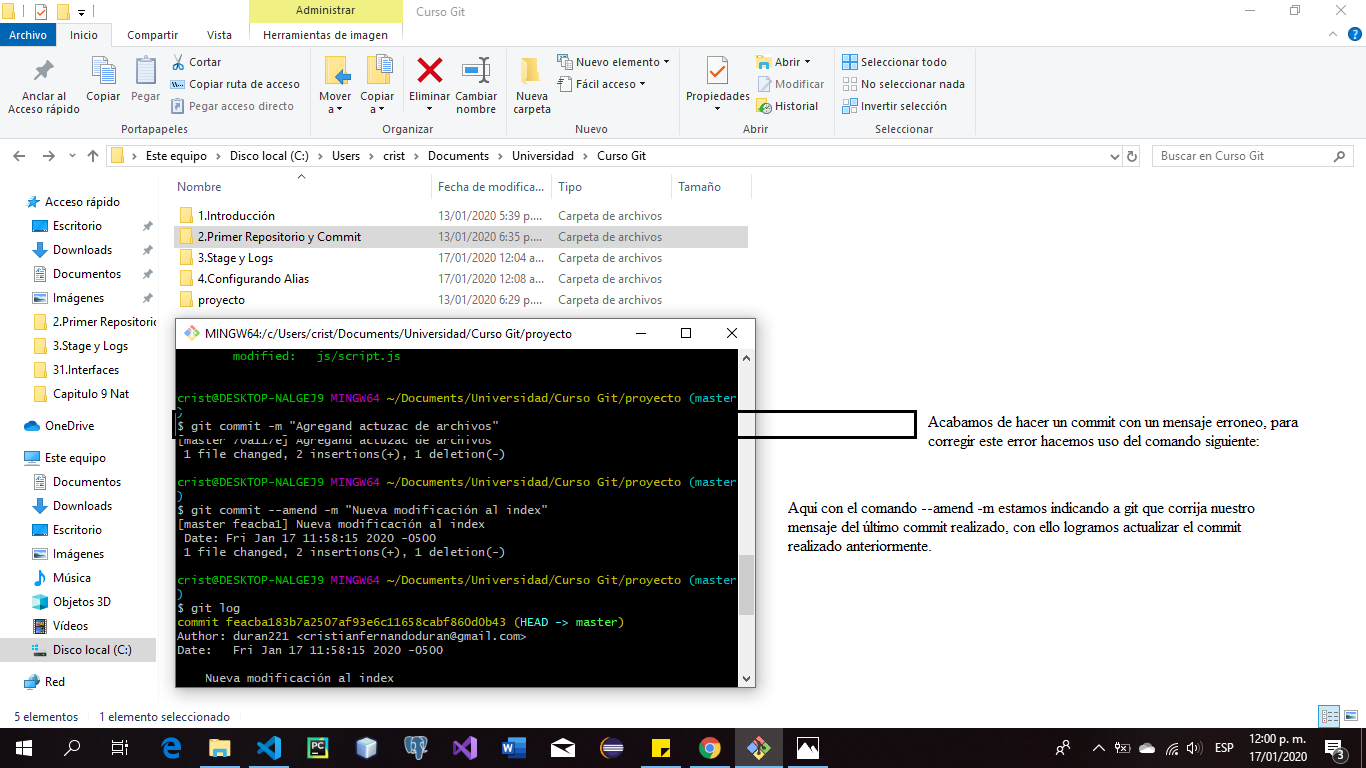 Administrar
Curso Git
Archivo
Inicio
Compartir
Vista
Herramientas de imagen
Anclar al
Acceso rápido
Copiar
Pegar
Cortar
Copiar ruta de acceso
Pegar acceso directo
Portapapeles
Mover
a
Copiar
a
Eliminar
Cambiar
nombre
Organizar
Nueva
carpeta
Nuevo elemento
Fácil acceso
Nuevo
Propiedades
Abrir
Modificar
Historial
Abrir
Seleccionar todo
No seleccionar nada
Invertir selección
Seleccionar
Este equipo > Disco local (C:) > Users > crist > Documents > Universidad > Curso Git
Buscar en Curso Git
Nombre
Fecha de modifica...
Tipo
Tamaño
1.Introducción 13/01/2020 5:39 p.... Carpeta de archivos
2.Primer Repositorio y Commit 13/01/2020 6:35 p.... Carpeta de archivos
3.Stage y Logs 17/01/2020 12:04 a... Carpeta de archivos
4.Configurando Alias 17/01/2020 12:08 a... Carpeta de archivos
proyecto 13/01/2020 6:29 p.... Carpeta de archivos
Acceso rápido
Escritorio
Downloads
Documentos
Imágenes
2.Primer Repositorio
3.Stage y Logs
31.Interfaces
Capitulo 9 Nat
OneDrive
Este equipo
Documentos
Downloads
Escritorio
Imágenes
Música
Objetos 3D
Vídeos
Disco local (C:)
Red
MINGW64:/c/Users/crist/Documents/Universidad/Curso Git/proyecto
modified: js/script.js
crist@DESKTOP-NALGEJ9 MINGW64 ~/Documents/Universidad/Curso Git/proyecto (master
)
$ git commit -m "Agregand actuzac de archivos"
[master 70a117e] Agregand actuzac de archivos
1 file changed, 2 insertions(+), 1 deletion(-)
crist@DESKTOP-NALGEJ9 MINGW64 ~/Documents/Universidad/Curso Git/proyecto (master
)
$ git commit --amend -m "Nueva modificación al index"
[master feacba1] Nueva modificación al index
Date: Fri Jan 17 11:58:15 2020 -0500
1 file changed, 2 insertions(+), 1 deletion(-)
crist@DESKTOP-NALGEJ9 MINGW64 ~/Documents/Universidad/Curso Git/proyecto (master
)
$ git log
commit feacba183b7a2507af93e6c11658cabf860d0b43 (HEAD -> master)
Author: duran221 <cristianfernandoduran@gmail.com>
Date: Fri Jan 17 11:58:15 2020 -0500
Nueva modificación al index
Acabamos de hacer un commit con un mensaje erroneo, para
corregir este error hacemos uso del comando siguiente:
Aquí con el comando --amend -m estamos indicando a git que corrija nuestro
mensaje del último commit realizado, con ello logramos actualizar el commit
realizado anteriormente.
5 elementos
1 elemento seleccionado
ESP
12:00 p. m.
17/01/2020
3